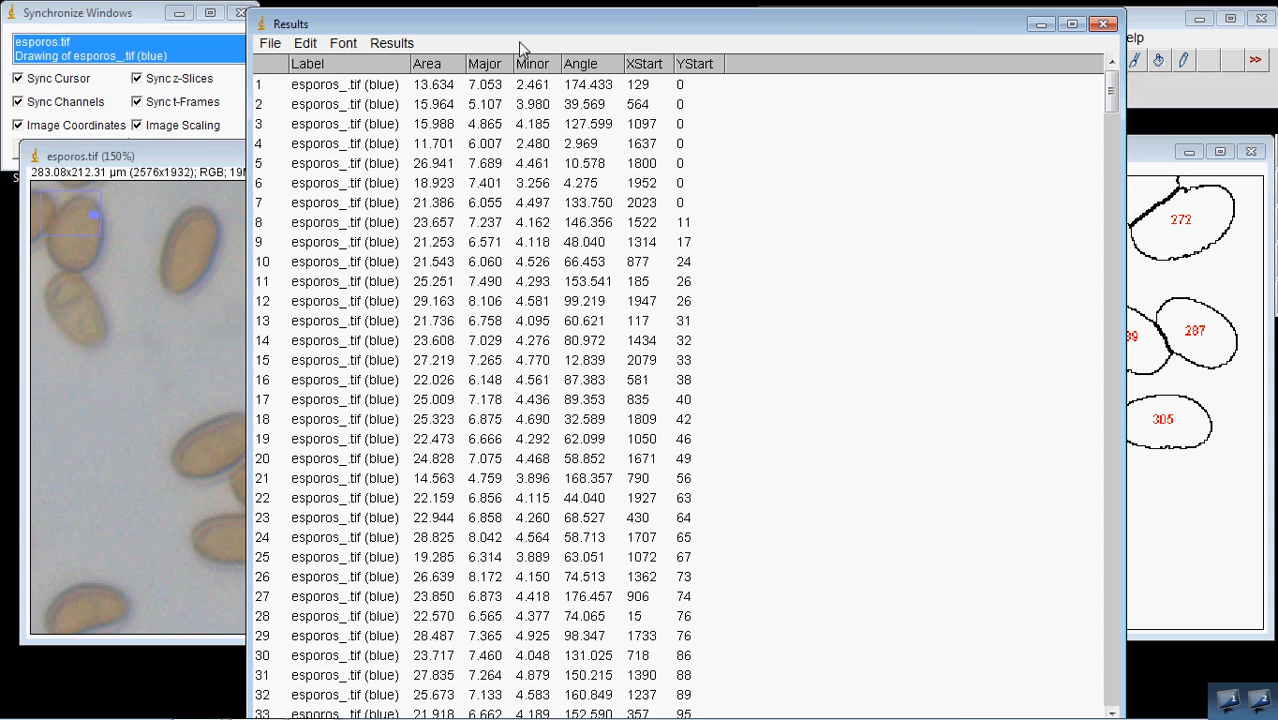 Synchronize Windows
esporos.tif
Drawing of esporos_.tif (blue)
Sync Cursor Sync z-Slices
Sync Channels Sync t-Frames
Image Coordinates Image Scaling
esporos.tif (150%)
283.08x212.31 µm (2576x1932); RGB; 19M
Results
File Edit Font Results
Label Area Major Minor Angle XStart YStart
1 esporos_.tif (blue) 13.634 7.053 2.461 174.433 129 0
2 esporos_.tif (blue) 15.964 5.107 3.980 39.569 564 0
3 esporos_.tif (blue) 15.988 4.865 4.185 127.599 1097 0
4 esporos_.tif (blue) 11.701 6.007 2.480 2.969 1637 0
5 esporos_.tif (blue) 26.941 7.689 4.461 10.578 1800 0
6 esporos_.tif (blue) 18.923 7.401 3.256 4.275 1952 0
7 esporos_.tif (blue) 21.386 6.055 4.497 133.750 2023 0
8 esporos_.tif (blue) 23.657 7.237 4.162 146.356 1522 11
9 esporos_.tif (blue) 21.253 6.571 4.118 48.040 1314 17
10 esporos_.tif (blue) 21.543 6.060 4.526 66.453 877 24
11 esporos_.tif (blue) 25.251 7.490 4.293 153.541 185 26
12 esporos_.tif (blue) 29.163 8.106 4.581 99.219 1947 26
13 esporos_.tif (blue) 21.736 6.758 4.095 60.621 117 31
14 esporos_.tif (blue) 23.608 7.029 4.276 80.972 1434 32
15 esporos_.tif (blue) 27.219 7.265 4.770 12.839 2079 33
16 esporos_.tif (blue) 22.026 6.148 4.561 87.383 581 38
17 esporos_.tif (blue) 25.009 7.178 4.436 89.353 835 40
18 esporos_.tif (blue) 25.323 6.875 4.690 32.589 1809 42
19 esporos_.tif (blue) 22.473 6.666 4.292 62.099 1050 46
20 esporos_.tif (blue) 24.828 7.075 4.468 58.852 1671 49
21 esporos_.tif (blue) 14.563 4.759 3.896 168.357 790 56
22 esporos_.tif (blue) 22.159 6.856 4.115 44.040 1927 63
23 esporos_.tif (blue) 22.944 6.858 4.260 68.527 430 64
24 esporos_.tif (blue) 28.825 8.042 4.564 58.713 1707 65
25 esporos_.tif (blue) 19.285 6.314 3.889 63.051 1072 67
26 esporos_.tif (blue) 26.639 8.172 4.150 74.513 1362 73
27 esporos_.tif (blue) 23.850 6.873 4.418 176.457 906 74
28 esporos_.tif (blue) 22.570 6.565 4.377 74.065 15 76
29 esporos_.tif (blue) 28.487 7.365 4.925 98.347 1733 76
30 esporos_.tif (blue) 23.717 7.460 4.048 131.025 718 86
31 esporos_.tif (blue) 27.835 7.264 4.879 150.215 1390 88
32 esporos_.tif (blue) 25.673 7.133 4.583 160.849 1237 89
33 esporos_.tif (blue) 21.918 6.662 4.189 152.590 357 95
elp
>>
272
39 287
305
1 2